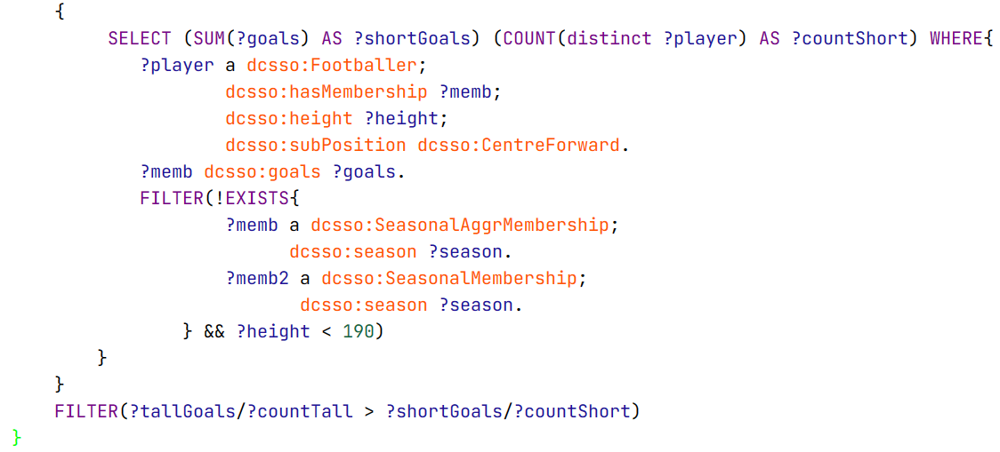 {
SELECT (SUM(?goals) AS ?shortGoals) (COUNT(distinct ?player) AS ?countShort) WHERE{
?player a dcsso:Footballer;
dcsso:hasMembership ?memb;
dcsso:height ?height;
dcsso:subPosition dcsso:CentreForward.
?memb dcsso:goals ?goals.
FILTER(!EXISTS{
?memb a dcsso:SeasonalAggrMembership;
dcsso:season ?season.
?memb2 a dcsso:SeasonalMembership;
dcsso:season ?season.
} && ?height < 190)
}
}
FILTER(?tallGoals/?countTall > ?shortGoals/?countShort)
}